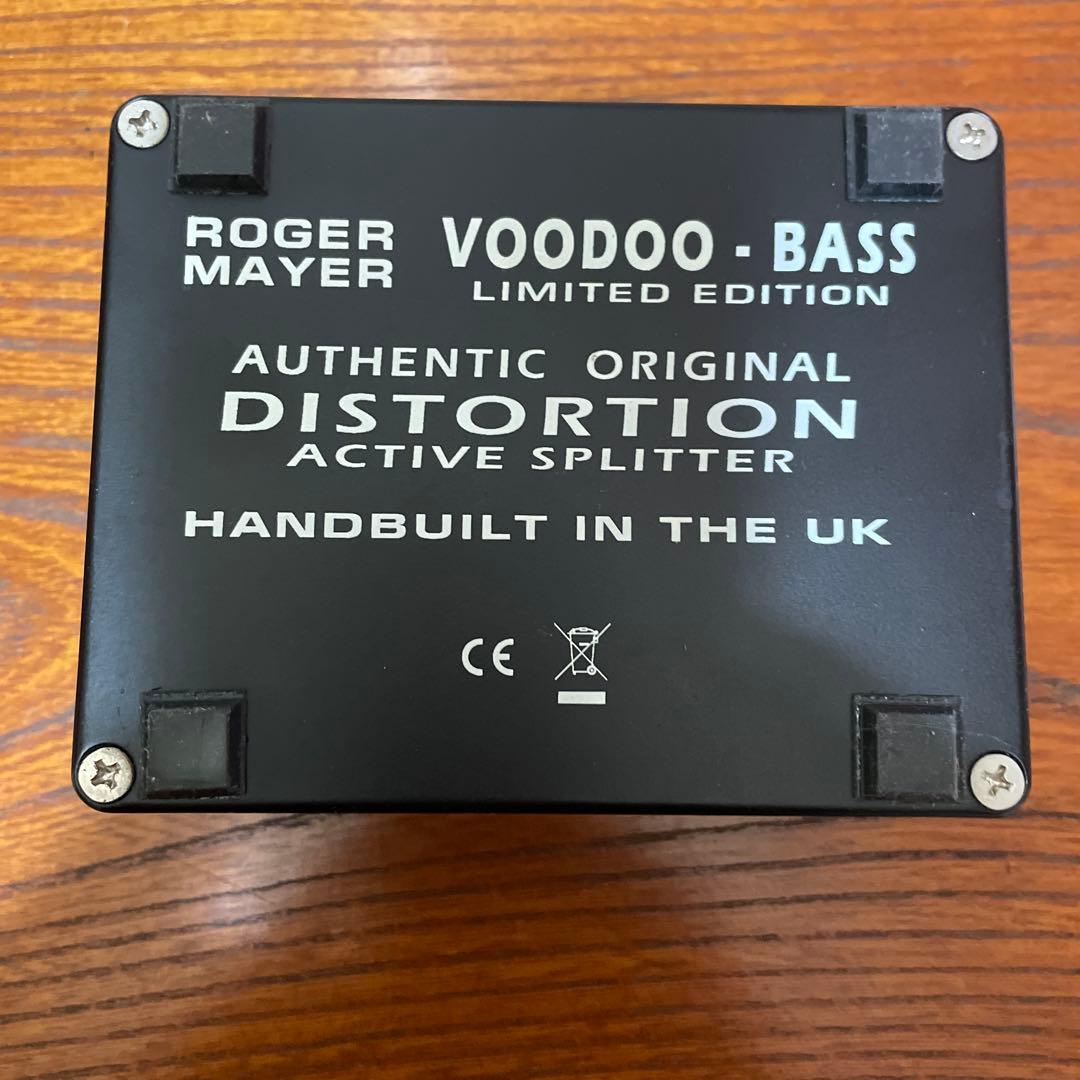 ROGER MAYER
VOODOO - BASS
LIMITED EDITION
AUTHENTIC ORIGINAL
DISTORTION
ACTIVE SPLITTER
HANDBUILT IN THE UK
CE